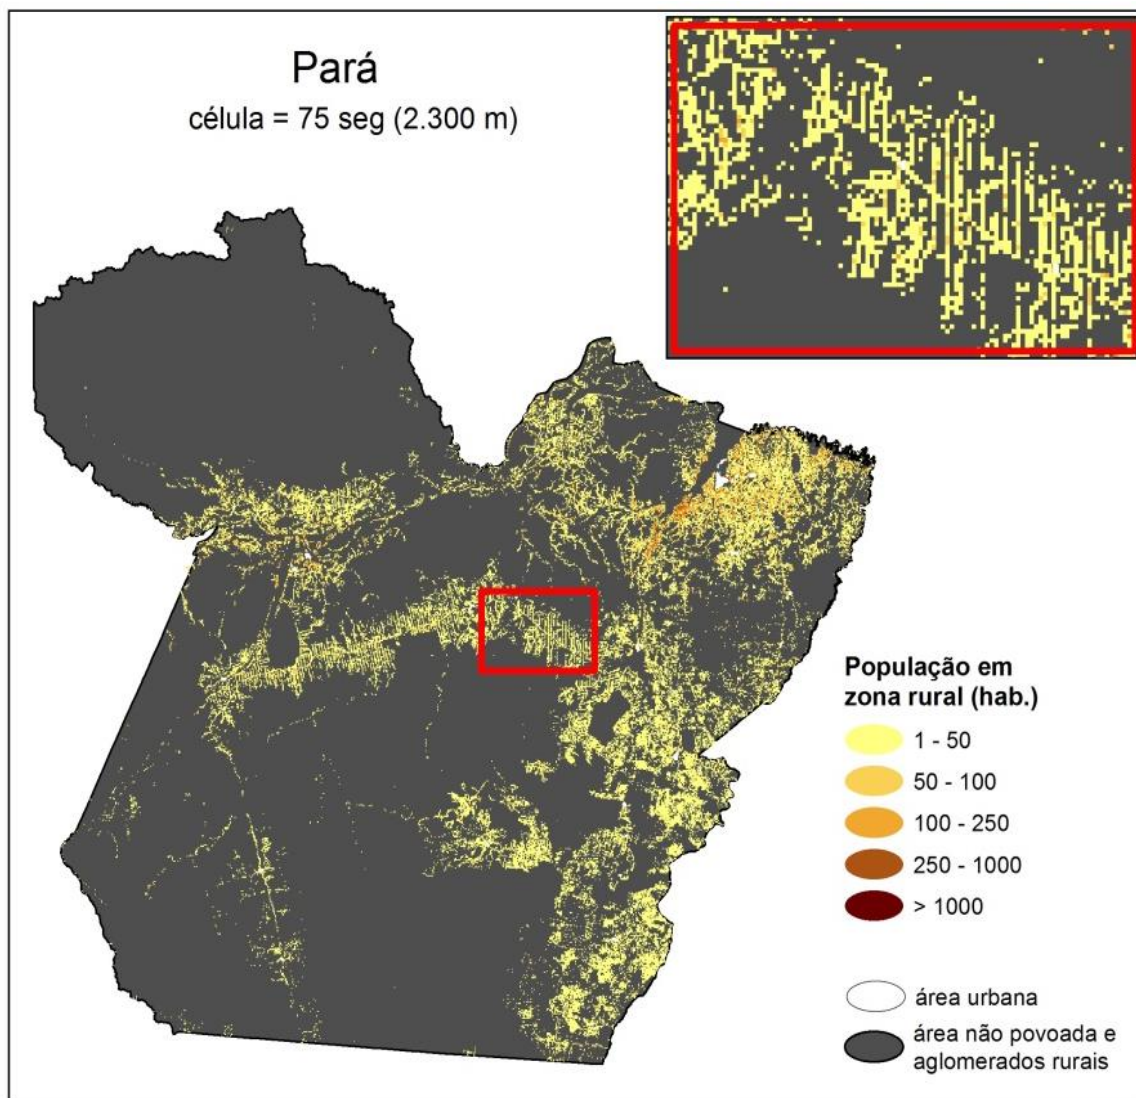 Pará
célula = 75 seg (2.300 m)
População em
zona rural (hab.)
1 - 50
50 - 100
100 - 250
250 - 1000
> 1000
área urbana
área não povoada e
aglomerados rurais